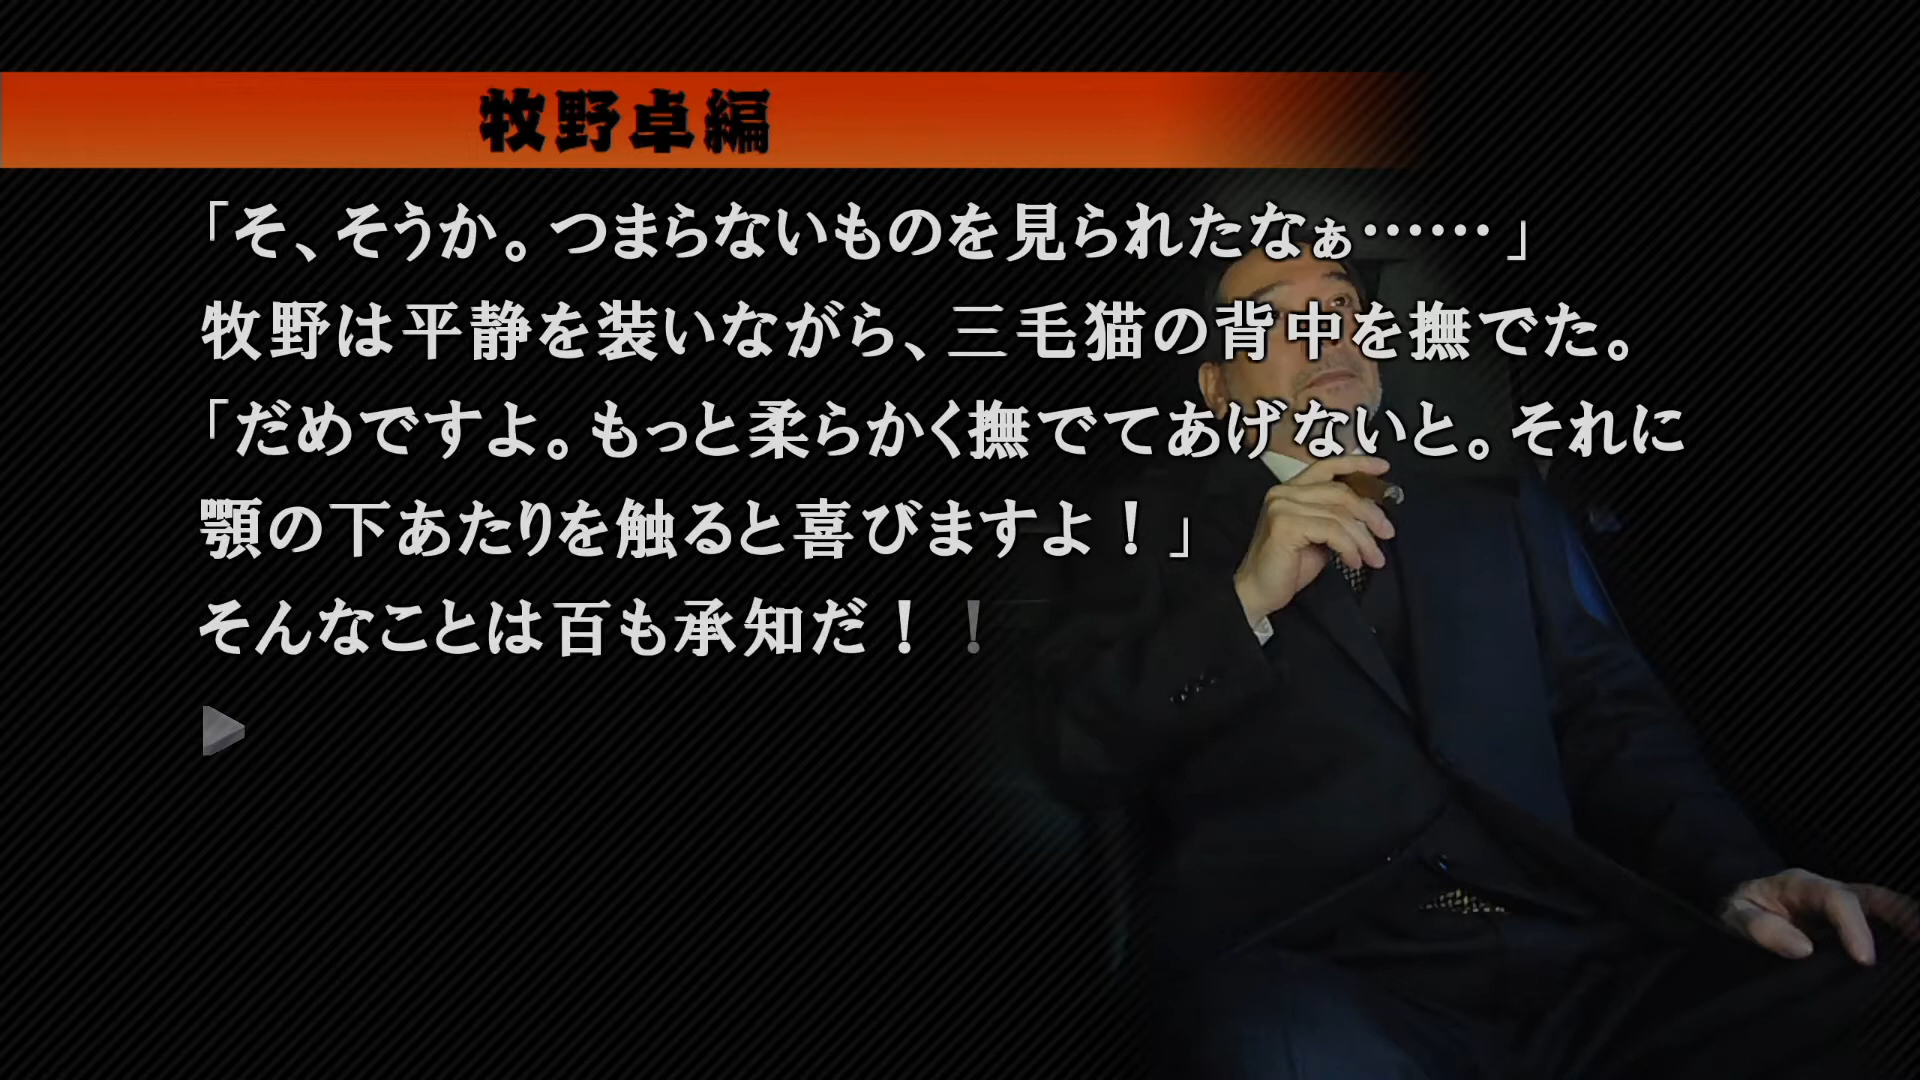 牧野卓編
「そ、そうか。つまらないものを見られたなぁ……」
牧野は平静を装いながら、三毛猫の背中を撫でた。
「だめですよ。もっと柔らかく撫でてあげないと。それに
顎の下あたりを触ると喜びますよ！」
そんなことは百も承知だ！！